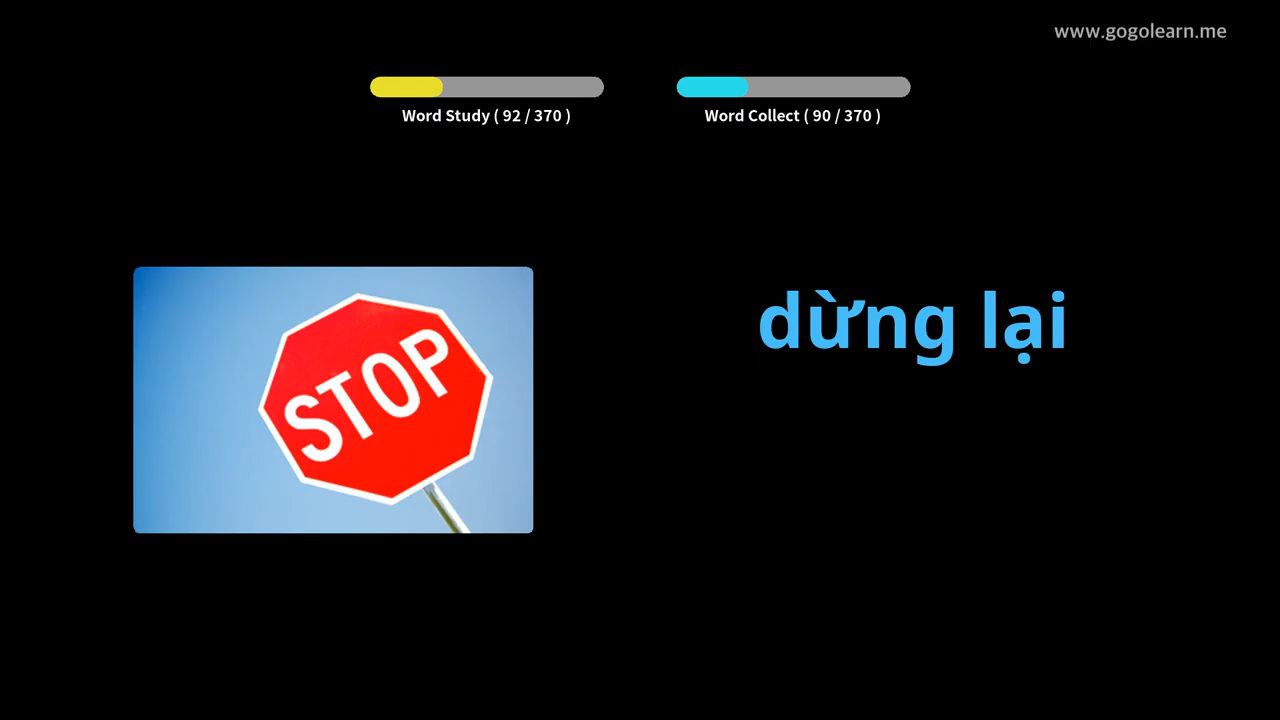 www.gogolearn.me
Word Study ( 92 / 370 )
Word Collect ( 90 / 370 )
dừng lại
STOP